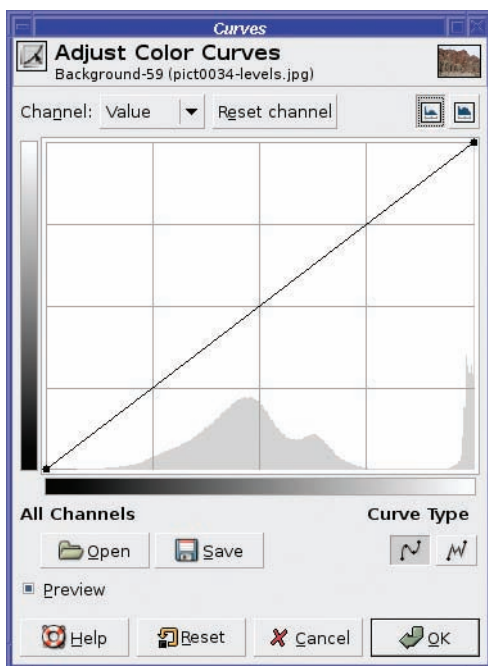 Curves
Adjust Color Curves
Background-59 (pict0034-levels.jpg)
Channel: Value Reset channel
All Channels Curve Type
Open Save
Preview
Help Reset Cancel OK